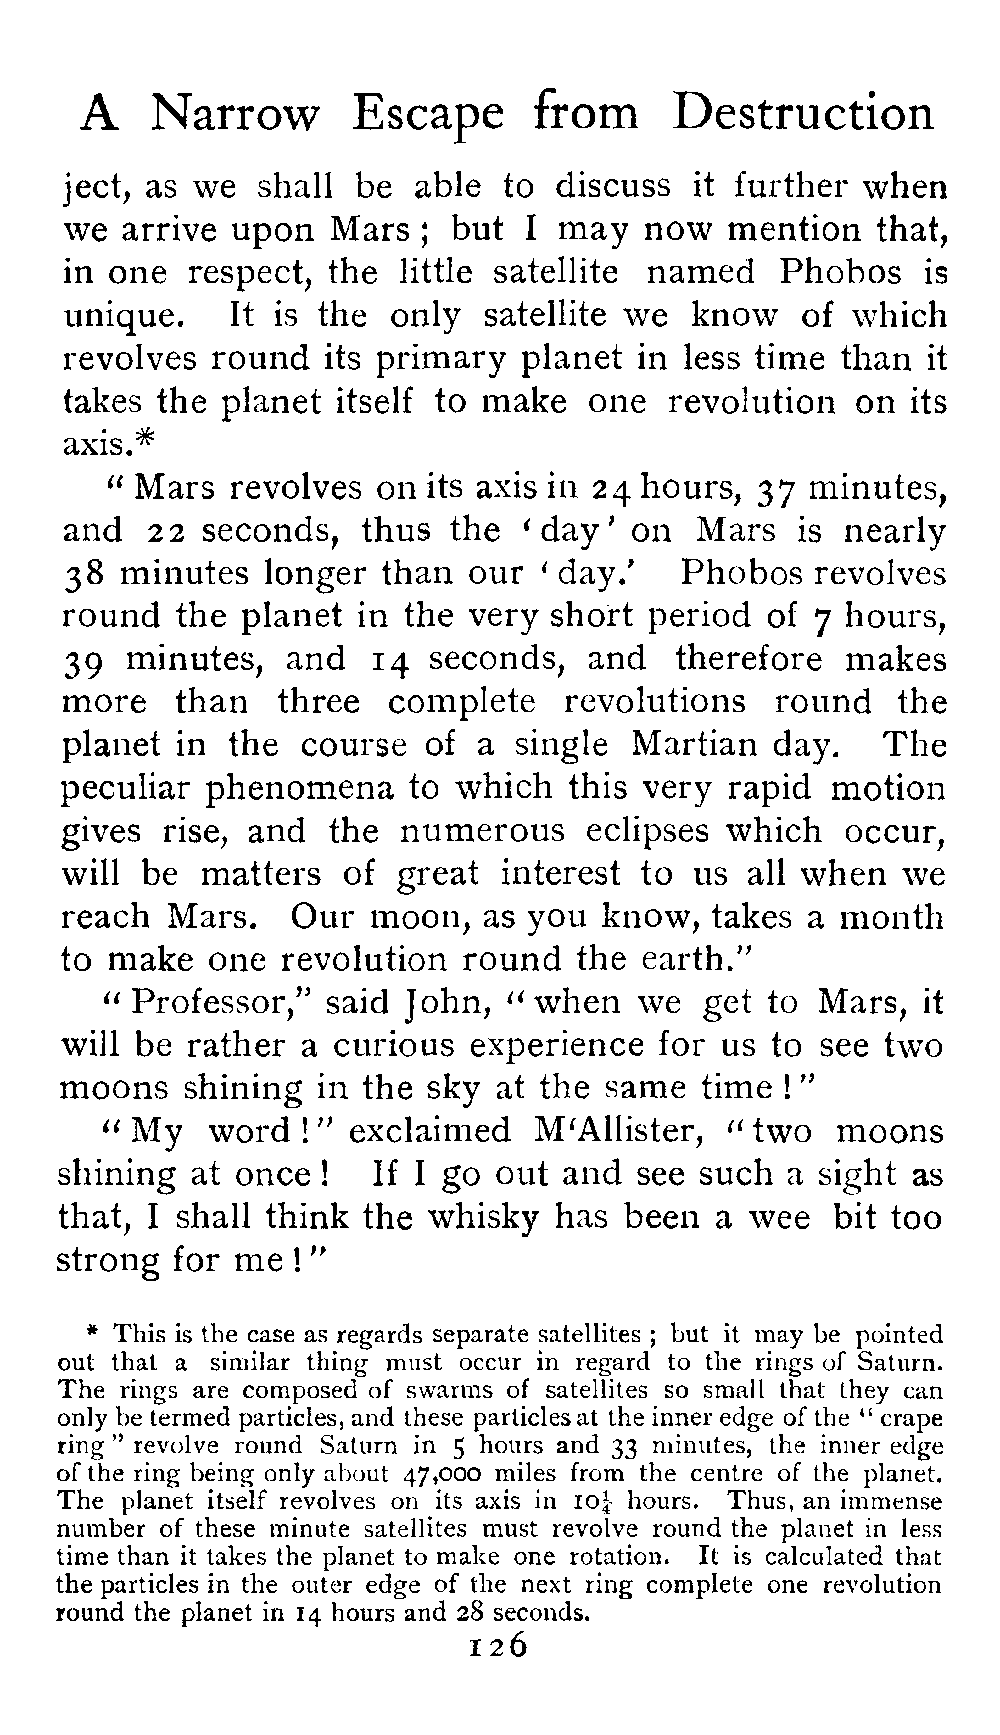 A Narrow Escape from Destruction
ject, as we shall be able to discuss it further when
we arrive upon Mars ; but I may now mention that,
in one respect, the little satellite named Phobos is
unique. It is the only satellite we know of which
revolves round its primary planet in less time than it
takes the planet itself to make one revolution on its
axis.*
“ Mars revolves on its axis in 24 hours, 37 minutes,
and 22 seconds, thus the ‘ day ’ on Mars is nearly
38 minutes longer than our ‘ day.’ Phobos revolves
round the planet in the very short period of 7 hours,
39 minutes, and 14 seconds, and therefore makes
more than three complete revolutions round the
planet in the course of a single Martian day. The
peculiar phenomena to which this very rapid motion
gives rise, and the numerous eclipses which occur,
will be matters of great interest to us all when we
reach Mars. Our moon, as you know, takes a month
to make one revolution round the earth.”
“ Professor,” said John, “ when we get to Mars, it
will be rather a curious experience for us to see two
moons shining in the sky at the same time ! ”
“ My word ! ” exclaimed M‘Allister, “ two moons
shining at once ! If I go out and see such a sight as
that, I shall think the whisky has been a wee bit too
strong for me ! ”
* This is the case as regards separate satellites ; but it may be pointed
out that a similar thing must occur in regard to the rings of Saturn.
The rings are composed of swarms of satellites so small that they can
only be termed particles, and these particles at the inner edge of the “ crape
ring ” revolve round Saturn in 5 hours and 33 minutes, the inner edge
of the ring being only about 47,000 miles from the centre of the planet.
The planet itself revolves on its axis in 10¼ hours. Thus, an immense
number of these minute satellites must revolve round the planet in less
time than it takes the planet to make one rotation. It is calculated that
the particles in the outer edge of the next ring complete one revolution
round the planet in 14 hours and 28 seconds.
126